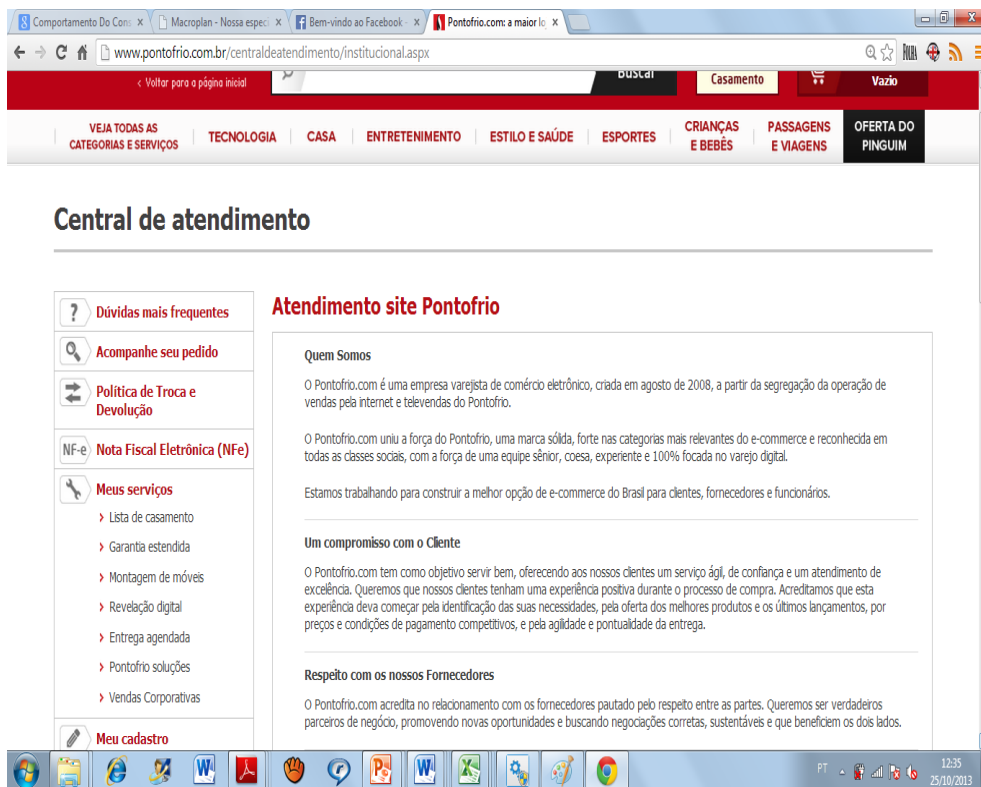 Comportamento Do Cons
Macroplan - Nossa especi
Bem-vindo ao Facebook -
Pontofrio.com: a maior lo
www.pontofrio.com.br/centraldeatendimento/institucional.aspx
< Voltar para a página inicial
Buscar
Casamento
Vazio
VEJA TODAS AS
CATEGORIAS E SERVIÇOS
TECNOLOGIA
CASA
ENTRETENIMENTO
ESTILO E SAÚDE
ESPORTES
CRIANÇAS
E BEBÊS
PASSAGENS
E VIAGENS
OFERTA DO
PINGUIM
Central de atendimento
Dúvidas mais frequentes
Acompanhe seu pedido
Política de Troca e
Devolução
NF-e Nota Fiscal Eletrônica (NFe)
Meus serviços
Lista de casamento
Garantia estendida
Montagem de móveis
Revelação digital
Entrega agendada
Pontofrio soluções
Vendas Corporativas
Meu cadastro
Atendimento site Pontofrio
Quem Somos
O Pontofrio.com é uma empresa varejista de comércio eletrônico, criada em agosto de 2008, a partir da segregação da operação de
vendas pela internet e televendas do Pontofrio.
O Pontofrio.com uniu a força do Pontofrio, uma marca sólida, forte nas categorias mais relevantes do e-commerce e reconhecida em
todas as classes sociais, com a força de uma equipe sênior, coesa, experiente e 100% focada no varejo digital.
Estamos trabalhando para construir a melhor opção de e-commerce do Brasil para clientes, fornecedores e funcionários.
Um compromisso com o Cliente
O Pontofrio.com tem como objetivo servir bem, oferecendo aos nossos clientes um serviço ágil, de confiança e um atendimento de
excelência. Queremos que nossos clientes tenham uma experiência positiva durante o processo de compra. Acreditamos que esta
experiência deva começar pela identificação das suas necessidades, pela oferta dos melhores produtos e os últimos lançamentos, por
preços e condições de pagamento competitivos, e pela agilidade e pontualidade da entrega.
Respeito com os nossos Fornecedores
O Pontofrio.com acredita no relacionamento com os fornecedores pautado pelo respeito entre as partes. Queremos ser verdadeiros
parceiros de negócio, promovendo novas oportunidades e buscando negociações corretas, sustentáveis e que beneficiem os dois lados.
PT
12:35
25/10/2013